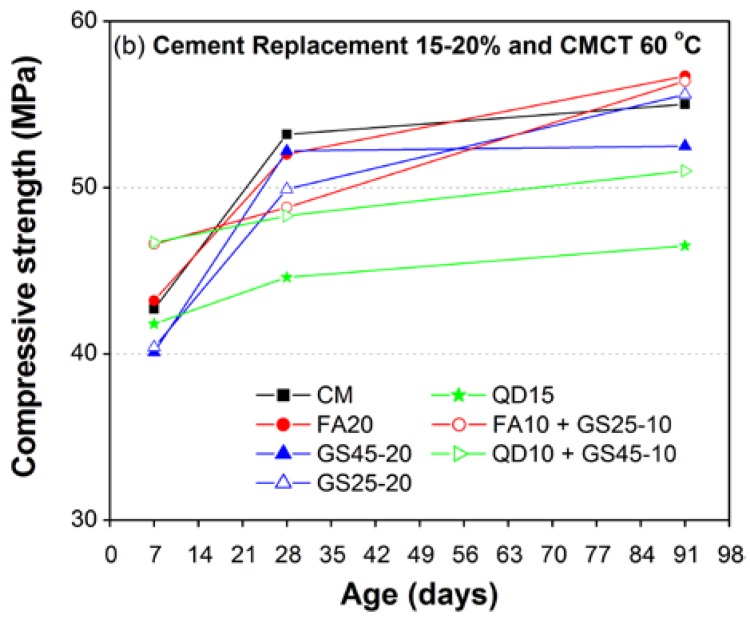 (b) Cement Replacement 15-20% and CMCT 60 °C
Compressive strength (MPa)
60
50
40
30
CM
QD15
FA20
FA10 + GS25-10
GS45-20
QD10 + GS45-10
GS25-20
0 7 14 21 28 35 42 49 56 63 70 77 84 91 98
Age (days)